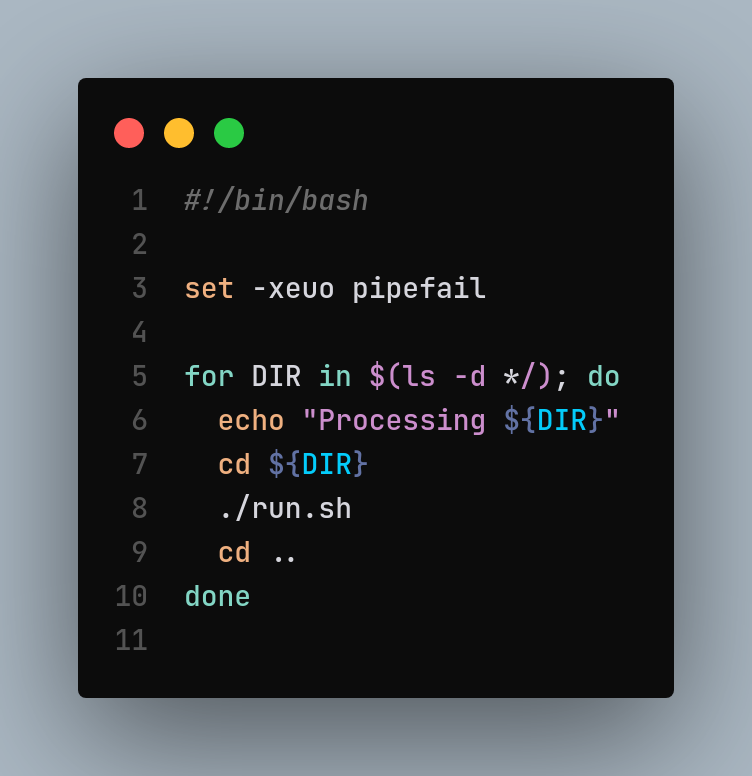 1 #!/bin/bash
2
3 set -xeuo pipefail
4
5 for DIR in $(ls -d */); do
6   echo "Processing ${DIR}"
7   cd ${DIR}
8   ./run.sh
9   cd ..
10 done
11